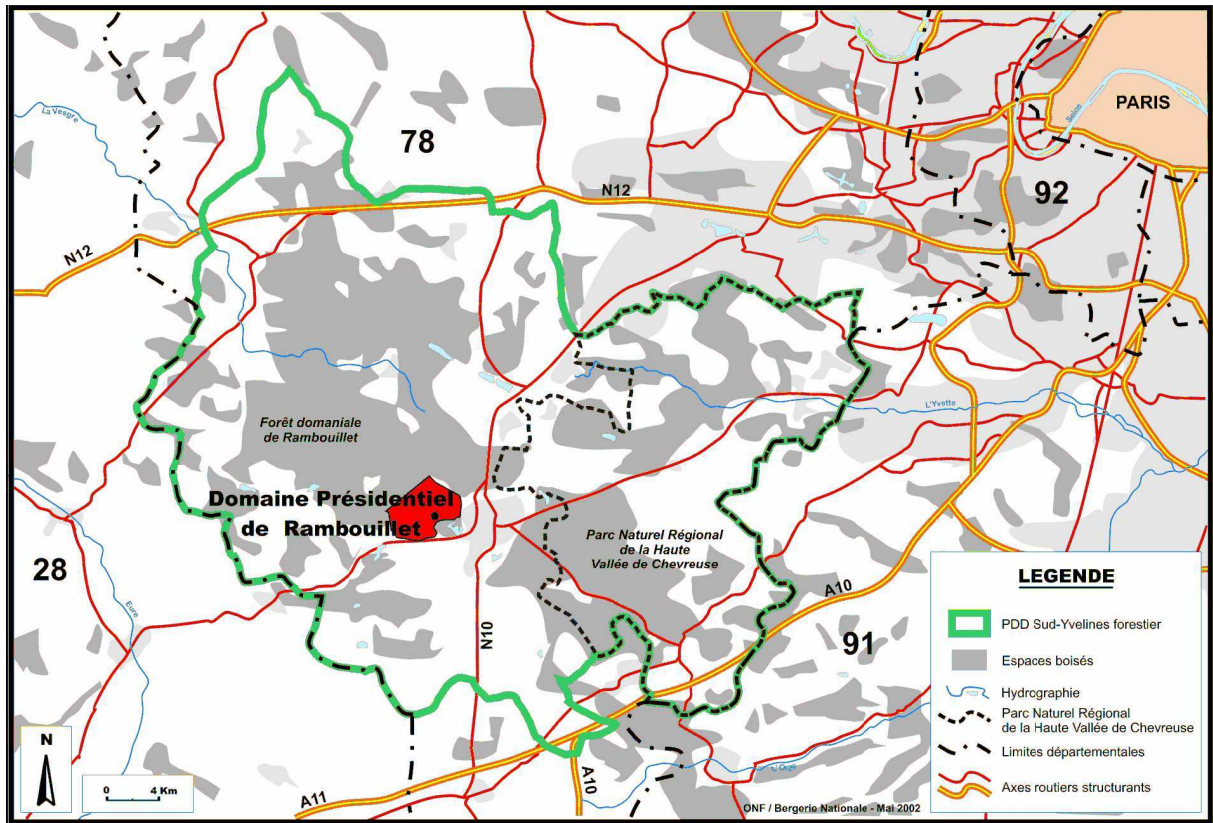 La Vesgre
78
PARIS
Seine
N12
92
N12
L'Yvette
Forêt domaniale
de Rambouillet
Domaine Présidentiel
de Rambouillet
Parc Naturel Régional
de la Haute
Vallée de Chevreuse
28
Eure
N10
A10
91
L'Orge
A10
A11
LEGENDE
PDD Sud-Yvelines forestier
Espaces boisés
Hydrographie
Parc Naturel Régional
de la Haute Vallée de Chevreuse
Limites départementales
Axes routiers structurants
N
0 4 Km
ONF / Bergerie Nationale - Mai 2002